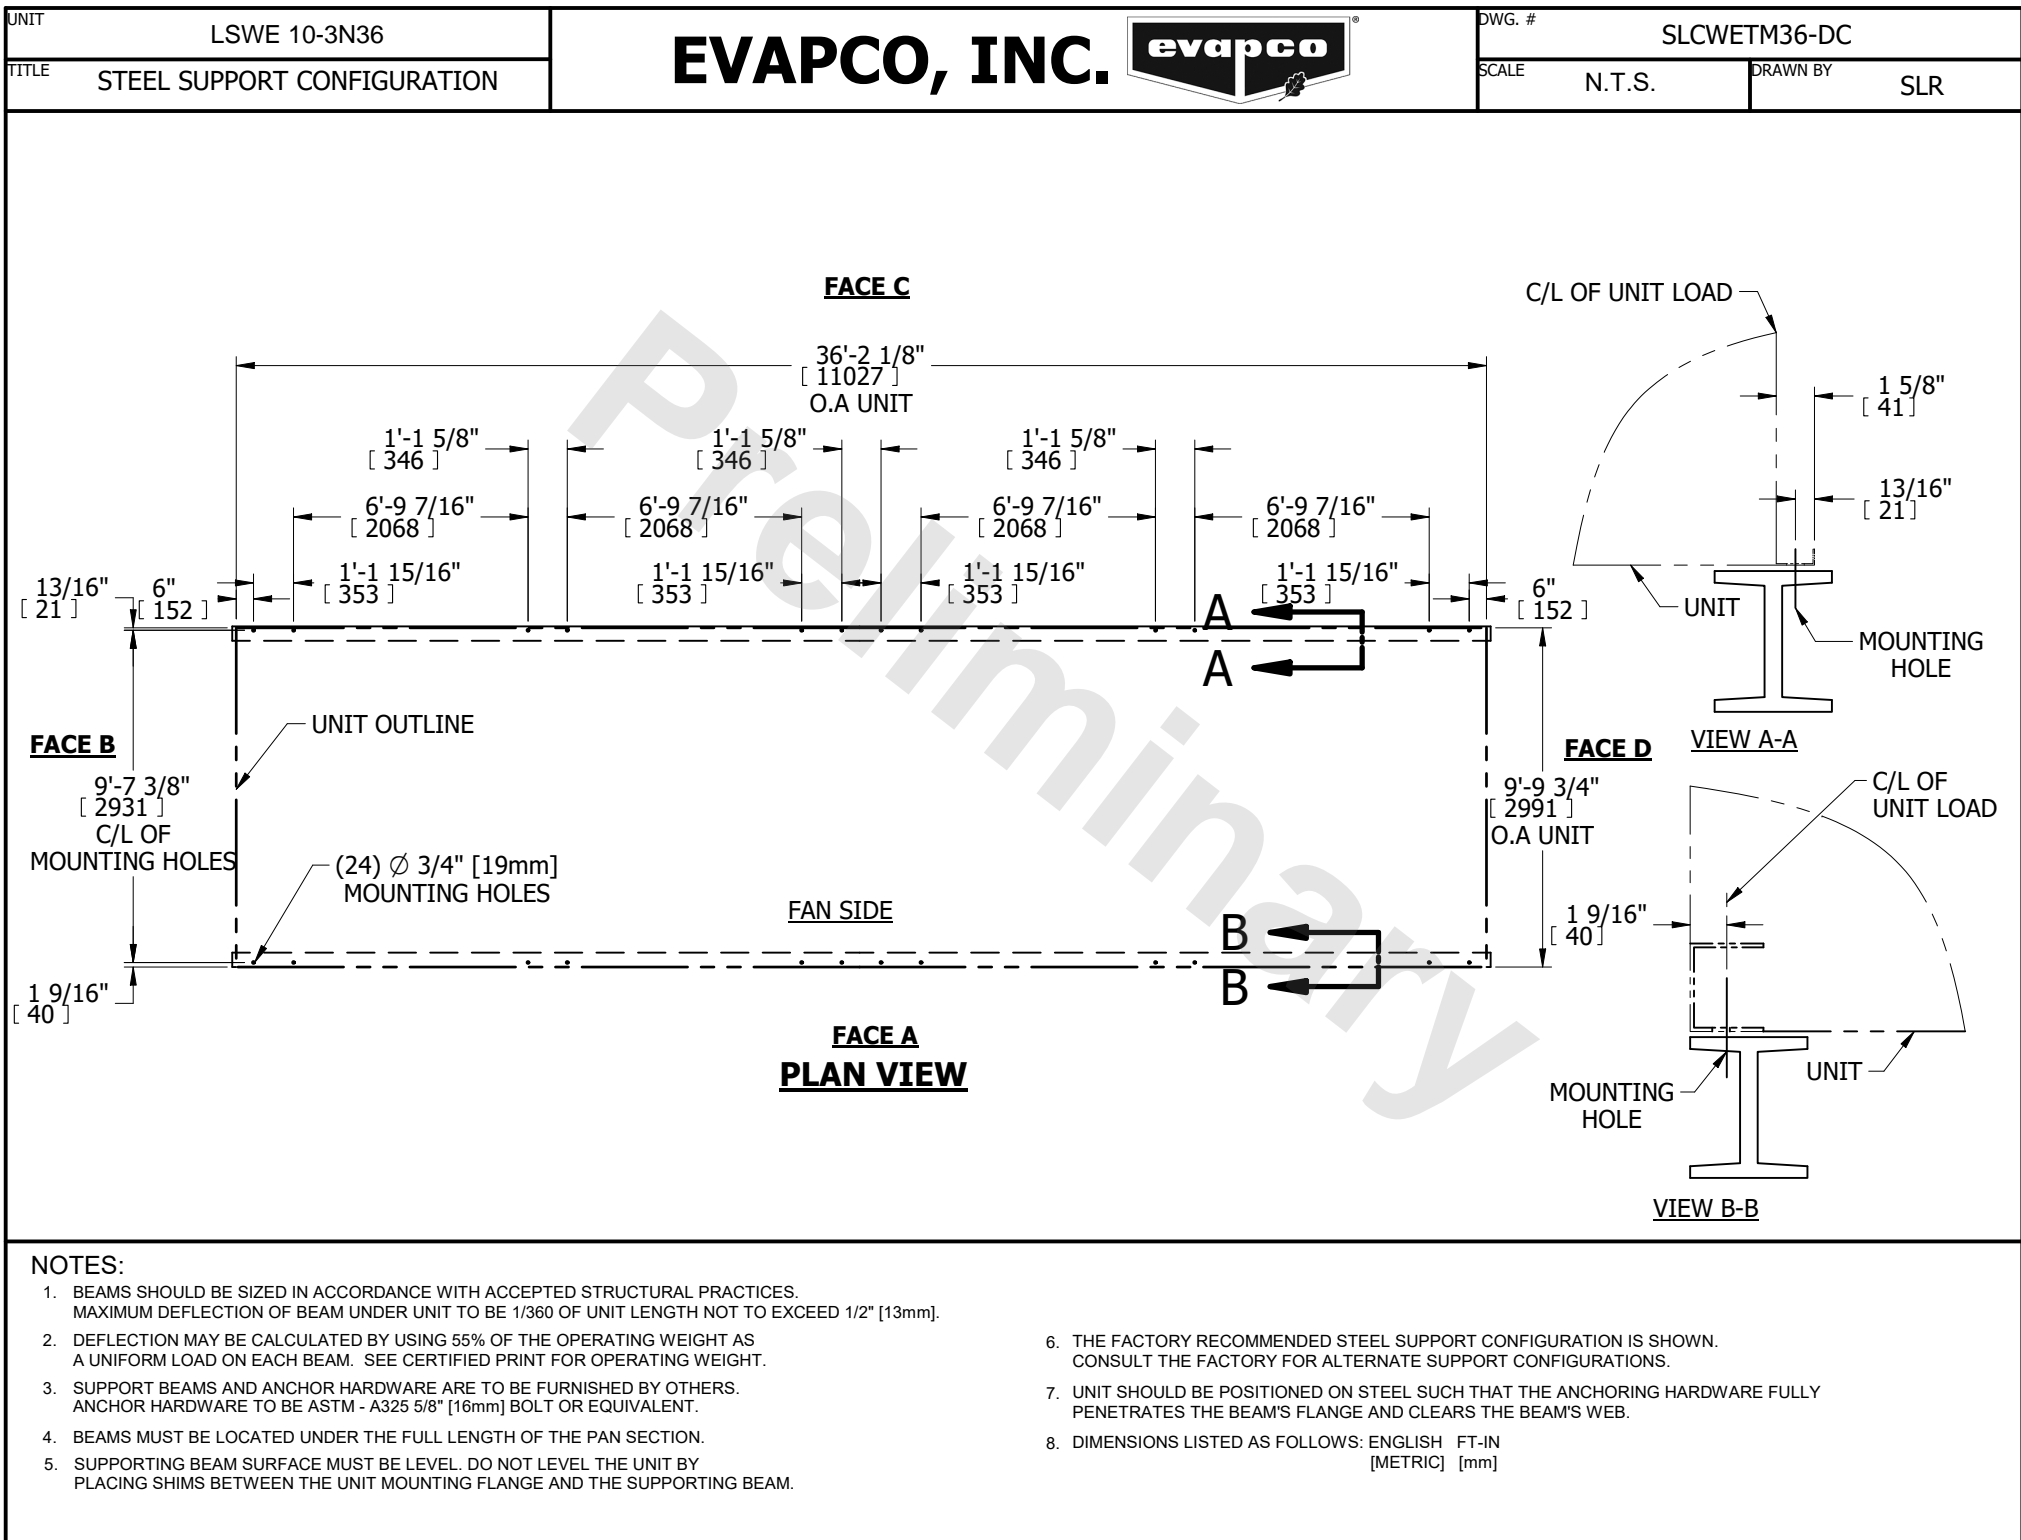 UNIT
LSWE 10-3N36
TITLE
STEEL SUPPORT CONFIGURATION
EVAPCO, INC.
evapco
®
DWG. #
SLCWETM36-DC
SCALE
N.T.S.
DRAWN BY
SLR
FACE C
36'-2 1/8"
[ 11027 ]
O.A UNIT
1'-1 5/8"
[ 346 ]
1'-1 5/8"
[ 346 ]
1'-1 5/8"
[ 346 ]
6'-9 7/16"
[ 2068 ]
6'-9 7/16"
[ 2068 ]
6'-9 7/16"
[ 2068 ]
6'-9 7/16"
[ 2068 ]
13/16"
[ 21 ]
6"
[ 152 ]
1'-1 15/16"
[ 353 ]
1'-1 15/16"
[ 353 ]
1'-1 15/16"
[ 353 ]
1'-1 15/16"
[ 353 ]
6"
[ 152 ]
A
A
UNIT OUTLINE
FACE B
9'-7 3/8"
[ 2931 ]
C/L OF
MOUNTING HOLES
(24) Ø 3/4" [19mm]
MOUNTING HOLES
FAN SIDE
B
B
1 9/16"
[ 40 ]
FACE A
PLAN VIEW
FACE D
9'-9 3/4"
[ 2991 ]
O.A UNIT
C/L OF UNIT LOAD
1 5/8"
[ 41 ]
13/16"
[ 21 ]
UNIT
MOUNTING
HOLE
VIEW A-A
C/L OF
UNIT LOAD
1 9/16"
[ 40 ]
UNIT
MOUNTING
HOLE
VIEW B-B
Preliminary
NOTES:
1. BEAMS SHOULD BE SIZED IN ACCORDANCE WITH ACCEPTED STRUCTURAL PRACTICES.
MAXIMUM DEFLECTION OF BEAM UNDER UNIT TO BE 1/360 OF UNIT LENGTH NOT TO EXCEED 1/2" [13mm].
2. DEFLECTION MAY BE CALCULATED BY USING 55% OF THE OPERATING WEIGHT AS
A UNIFORM LOAD ON EACH BEAM. SEE CERTIFIED PRINT FOR OPERATING WEIGHT.
3. SUPPORT BEAMS AND ANCHOR HARDWARE ARE TO BE FURNISHED BY OTHERS.
ANCHOR HARDWARE TO BE ASTM - A325 5/8" [16mm] BOLT OR EQUIVALENT.
4. BEAMS MUST BE LOCATED UNDER THE FULL LENGTH OF THE PAN SECTION.
5. SUPPORTING BEAM SURFACE MUST BE LEVEL. DO NOT LEVEL THE UNIT BY
PLACING SHIMS BETWEEN THE UNIT MOUNTING FLANGE AND THE SUPPORTING BEAM.
6. THE FACTORY RECOMMENDED STEEL SUPPORT CONFIGURATION IS SHOWN.
CONSULT THE FACTORY FOR ALTERNATE SUPPORT CONFIGURATIONS.
7. UNIT SHOULD BE POSITIONED ON STEEL SUCH THAT THE ANCHORING HARDWARE FULLY
PENETRATES THE BEAM'S FLANGE AND CLEARS THE BEAM'S WEB.
8. DIMENSIONS LISTED AS FOLLOWS: ENGLISH FT-IN
[METRIC] [mm]